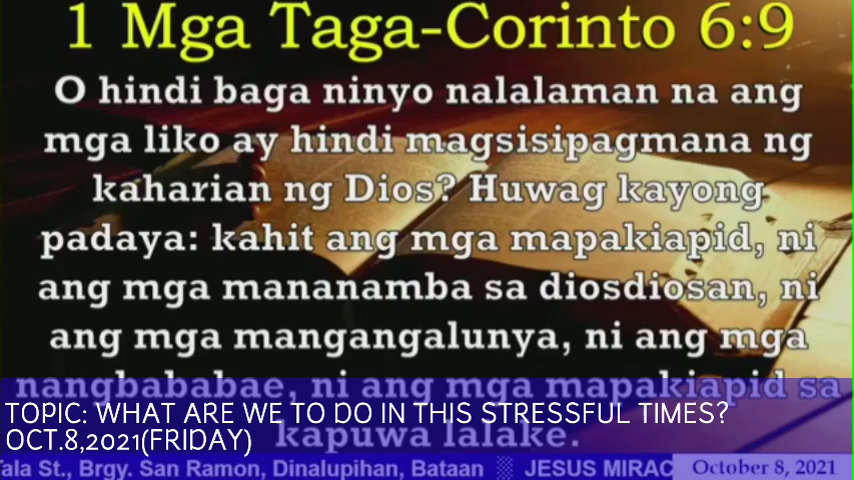 1 Mga Taga-Corinto 6:9
O hindi baga ninyo nalalaman na ang
mga liko ay hindi magsisipagmana ng
kaharian ng Dios? Huwag kayong
padaya: kahit ang mga mapakiapid, ni
ang mga mananamba sa diosdiosan, ni
ang mga mangangalunya, ni ang mga
nangbababae, ni ang mga mapakiapid sa
kapuwa lalake.
TOPIC: WHAT ARE WE TO DO IN THIS STRESSFUL TIMES?
OCT.8,2021(FRIDAY)
Tala St., Brgy. San Ramon, Dinalupihan, Bataan ░ JESUS MIRAC
October 8, 2021